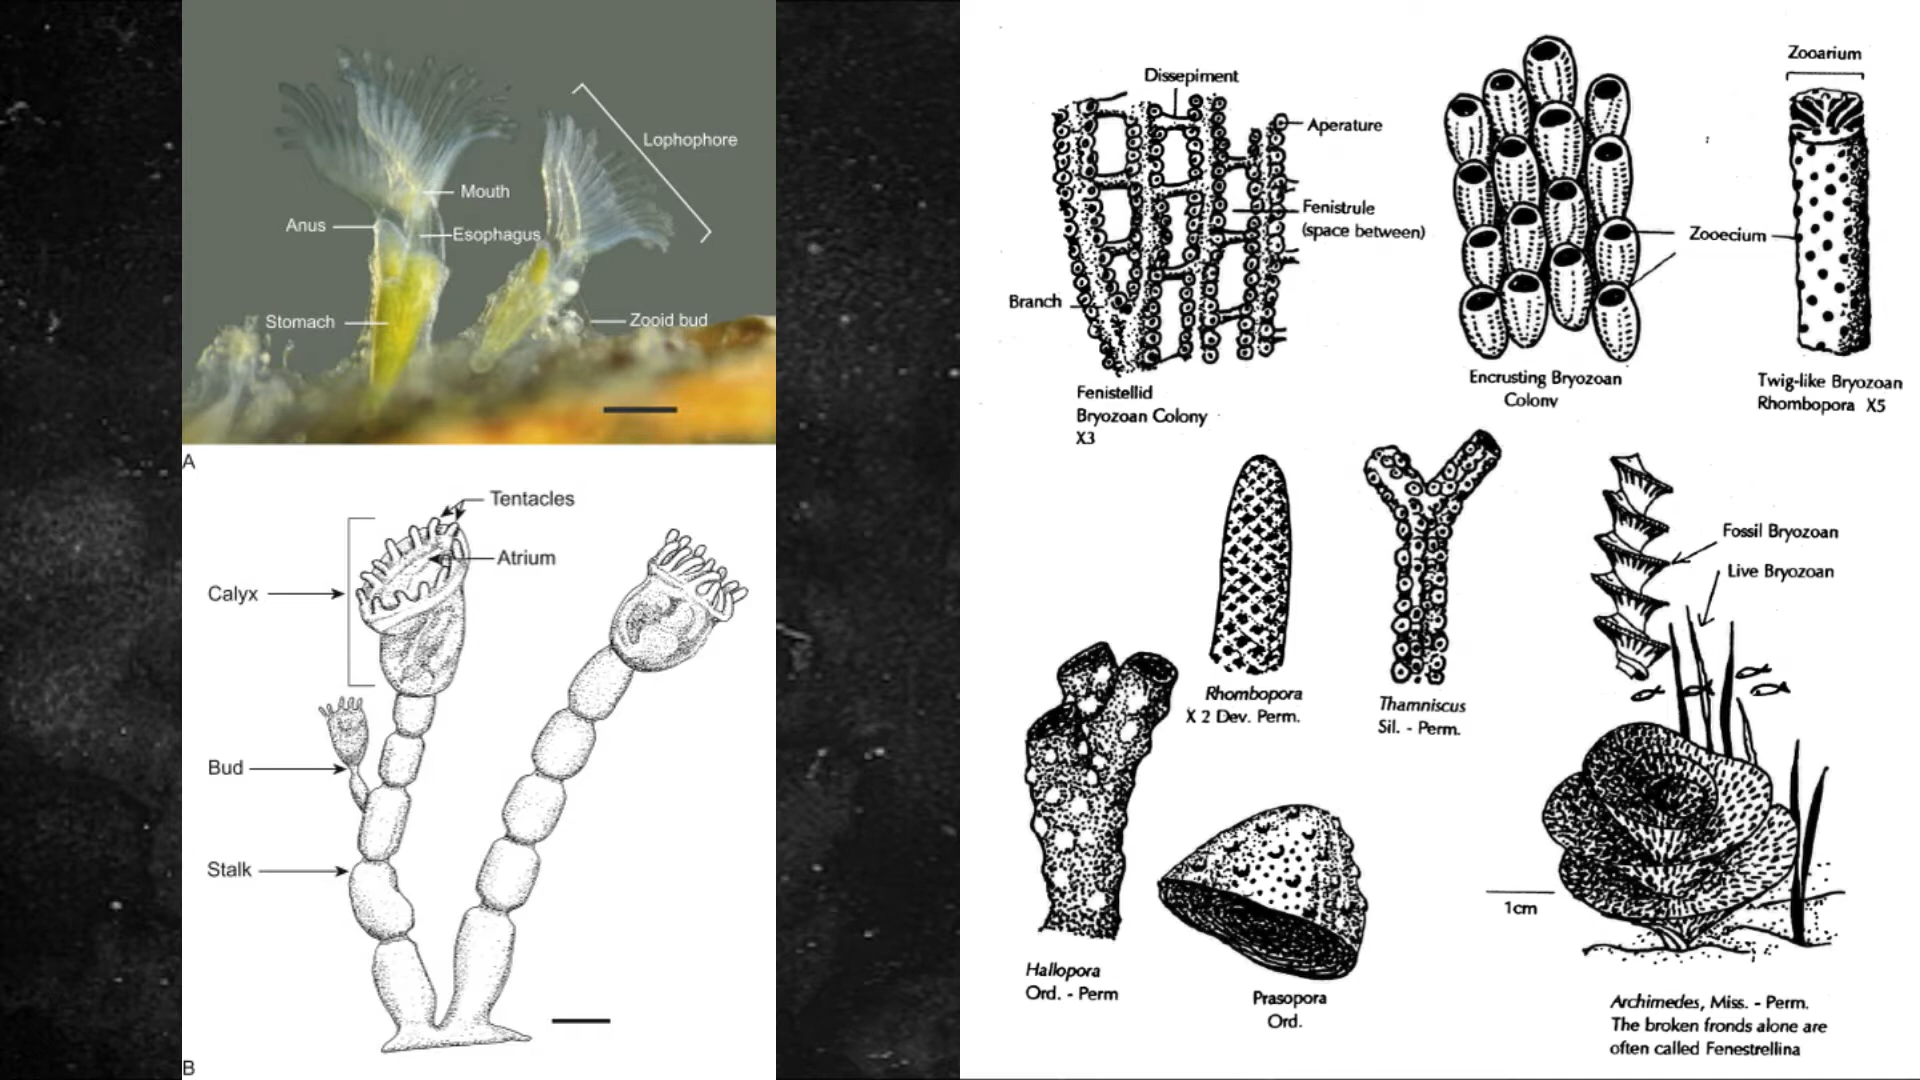 Lophophore
Mouth
Anus
Esophagus
Stomach
Zooid bud
A
Tentacles
Atrium
Calyx
Bud
Stalk
B
Zooarium
Dissepiment
Aperature
Fenistrule
(space between)
Zooecium
Branch
Fenistellid
Bryozoan Colony
X3
Encrusting Bryozoan
Colony
Twig-like Bryozoan
Rhombopora X5
Fossil Bryozoan
Live Bryozoan
Rhombopora
X 2 Dev. Perm.
Thamniscus
Sil. - Perm.
1cm
Hallopora
Ord. - Perm
Prasopora
Ord.
Archimedes, Miss. - Perm.
The broken fronds alone are
often called Fenestrellina